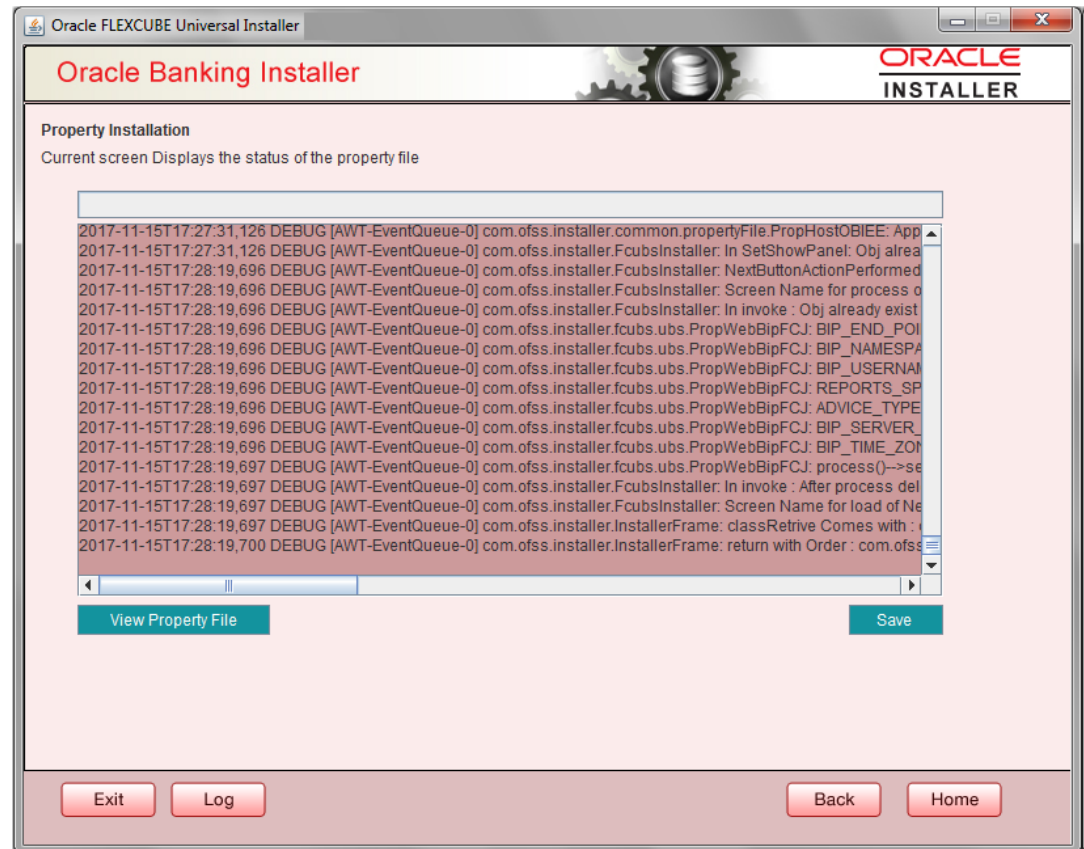 Oracle FLEXCUBE Universal Installer
Oracle Banking Installer
ORACLE
INSTALLER
Property Installation
Current screen Displays the status of the property file
2017-11-15T17:27:31,126 DEBUG [AWT-EventQueue-0] com.ofss.installer.common.propertyFile.PropHostOBIEE: App
2017-11-15T17:27:31,126 DEBUG [AWT-EventQueue-0] com.ofss.installer.FcubsInstaller: In SetShowPanel: Obj alrea
2017-11-15T17:28:19,696 DEBUG [AWT-EventQueue-0] com.ofss.installer.FcubsInstaller: NextButtonActionPerformed
2017-11-15T17:28:19,696 DEBUG [AWT-EventQueue-0] com.ofss.installer.FcubsInstaller: Screen Name for process o
2017-11-15T17:28:19,696 DEBUG [AWT-EventQueue-0] com.ofss.installer.FcubsInstaller: In invoke : Obj already exist
2017-11-15T17:28:19,696 DEBUG [AWT-EventQueue-0] com.ofss.installer.fcubs.ubs.PropWebBipFCJ: BIP_END_POI
2017-11-15T17:28:19,696 DEBUG [AWT-EventQueue-0] com.ofss.installer.fcubs.ubs.PropWebBipFCJ: BIP_NAMESPA
2017-11-15T17:28:19,696 DEBUG [AWT-EventQueue-0] com.ofss.installer.fcubs.ubs.PropWebBipFCJ: BIP_USERNAM
2017-11-15T17:28:19,696 DEBUG [AWT-EventQueue-0] com.ofss.installer.fcubs.ubs.PropWebBipFCJ: REPORTS_SP
2017-11-15T17:28:19,696 DEBUG [AWT-EventQueue-0] com.ofss.installer.fcubs.ubs.PropWebBipFCJ: ADVICE_TYPE
2017-11-15T17:28:19,696 DEBUG [AWT-EventQueue-0] com.ofss.installer.fcubs.ubs.PropWebBipFCJ: BIP_SERVER_
2017-11-15T17:28:19,696 DEBUG [AWT-EventQueue-0] com.ofss.installer.fcubs.ubs.PropWebBipFCJ: BIP_TIME_ZON
2017-11-15T17:28:19,697 DEBUG [AWT-EventQueue-0] com.ofss.installer.fcubs.ubs.PropWebBipFCJ: process()-->se
2017-11-15T17:28:19,697 DEBUG [AWT-EventQueue-0] com.ofss.installer.FcubsInstaller: In invoke : After process del
2017-11-15T17:28:19,697 DEBUG [AWT-EventQueue-0] com.ofss.installer.FcubsInstaller: Screen Name for load of Ne
2017-11-15T17:28:19,697 DEBUG [AWT-EventQueue-0] com.ofss.installer.InstallerFrame: classRetrive Comes with :
2017-11-15T17:28:19,700 DEBUG [AWT-EventQueue-0] com.ofss.installer.InstallerFrame: return with Order : com.ofss
View Property File
Save
Exit
Log
Back
Home